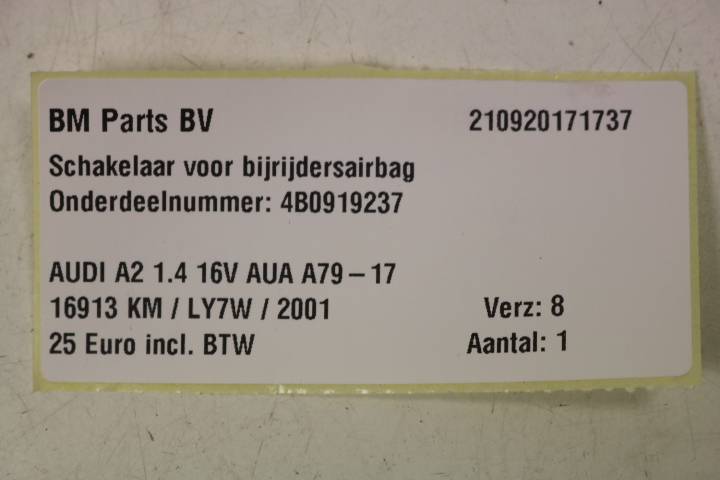 BM Parts BV 210920171737
Schakelaar voor bijrijdersairbag
Onderdeelnummer: 4B0919237
AUDI A2 1.4 16V AUA A79-17
16913 KM / LY7W / 2001 Verz: 8
25 Euro incl. BTW Aantal: 1